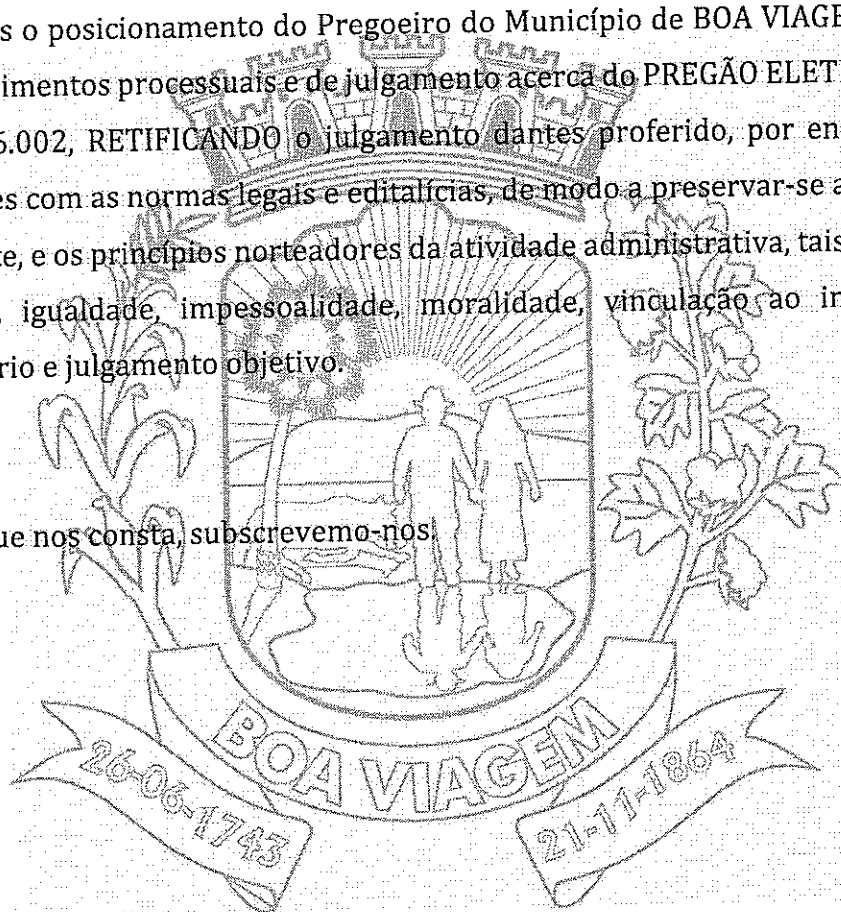 s o posicionamento do Pregoeiro do Município de BOA VIAGE
imentos processuais e de julgamento acerca do PREGÃO ELET
5.002, RETIFICANDO o julgamento dantes proferido, por en
es com as normas legais e editalícias, de modo a preservar-se a
te, e os princípios norteadores da atividade administrativa, tais
igualdade, impessoalidade, moralidade, vinculação ao in
rio e julgamento objetivo.
ue nos consta, subscrevemo-nos.
BOA VIAGEM
26-06-1743
21-11-1864